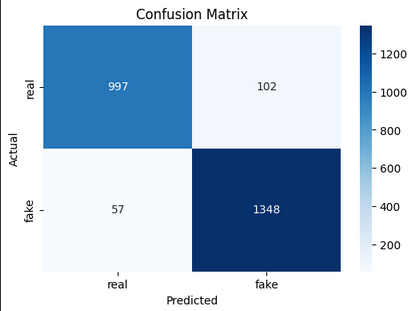 Confusion Matrix
Actual
real
997
102
fake
57
1348
real
fake
Predicted
1200
1000
800
600
400
200